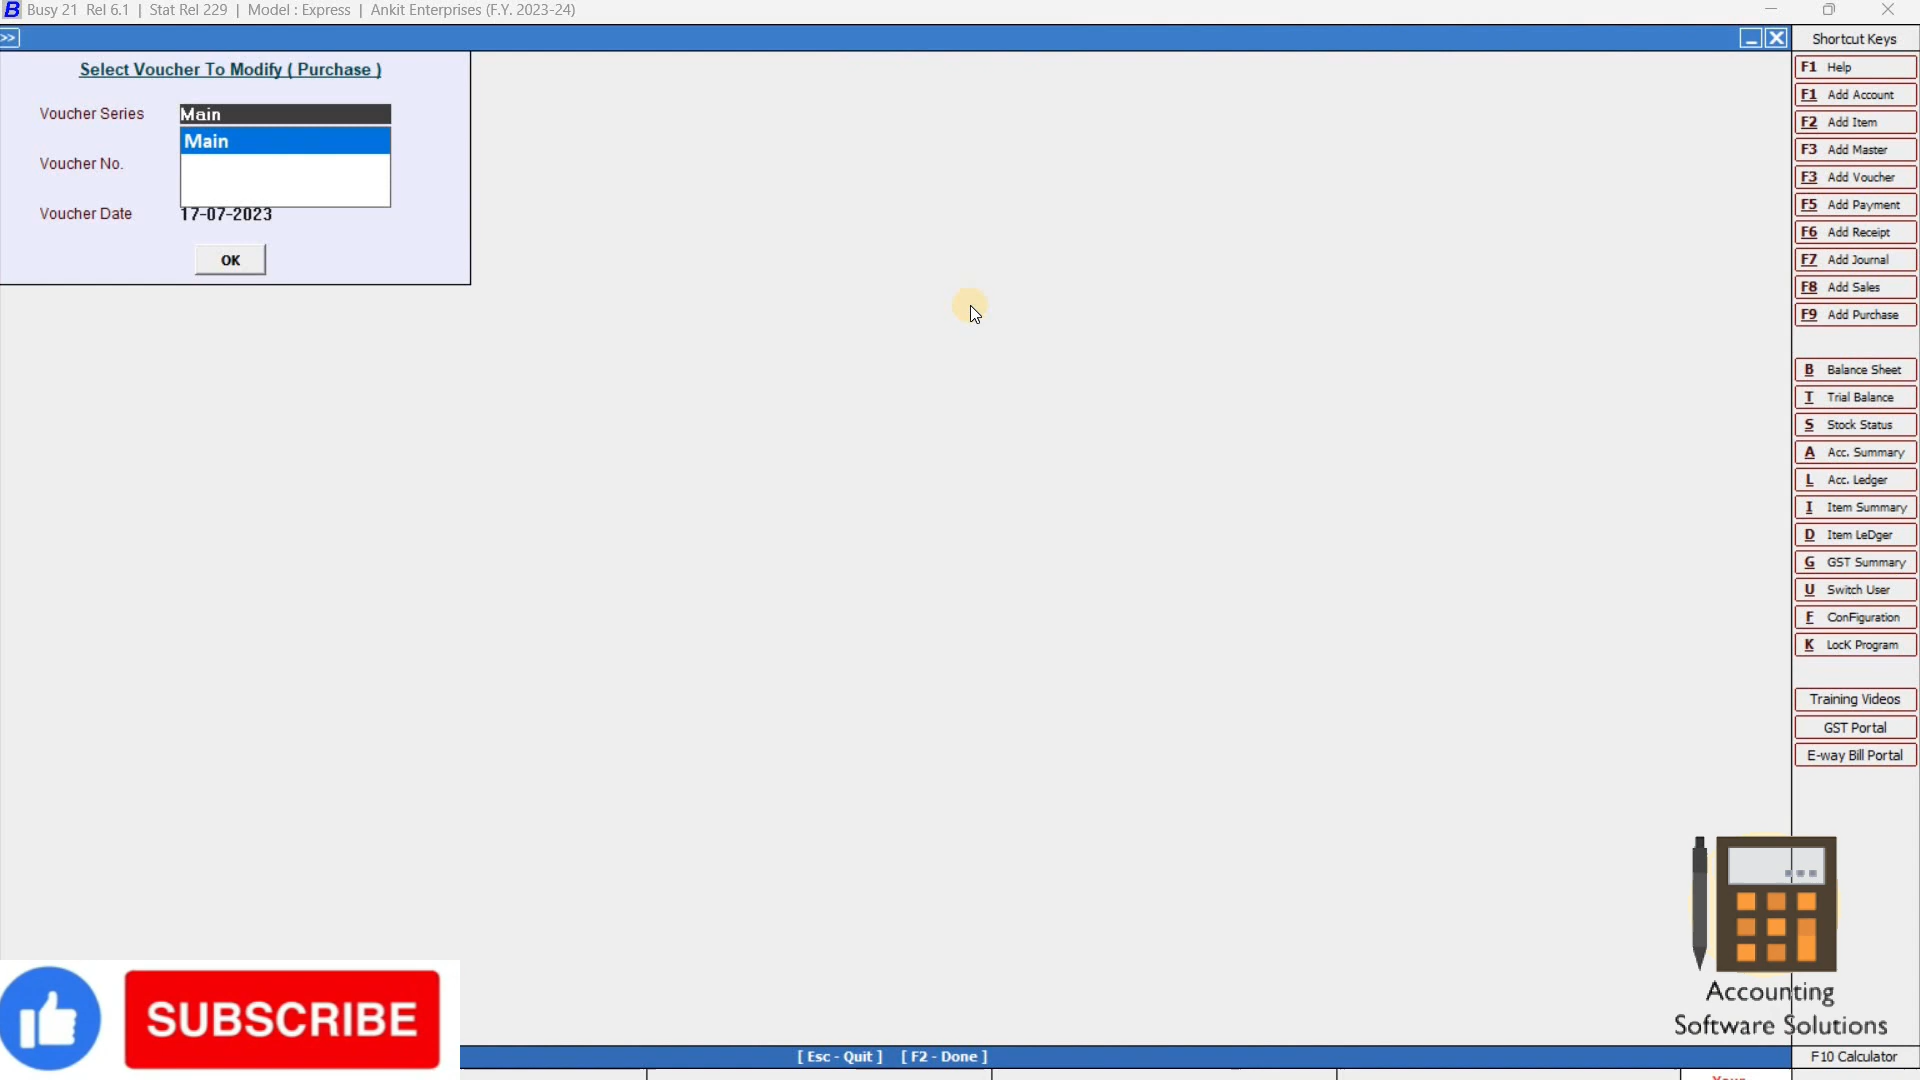 B Busy 21 Rel 6.1 | Stat Rel 229 | Model : Express | Ankit Enterprises (F.Y. 2023-24)
>>
Shortcut Keys
Select Voucher To Modify ( Purchase )
Voucher Series Main
Main
Voucher No.
Voucher Date 17-07-2023
OK
F1 Help
F1 Add Account
F2 Add Item
F3 Add Master
F3 Add Voucher
F5 Add Payment
F6 Add Receipt
F7 Add Journal
F8 Add Sales
F9 Add Purchase
B Balance Sheet
T Trial Balance
S Stock Status
A Acc. Summary
L Acc. Ledger
I Item Summary
D Item LeDger
G GST Summary
U Switch User
F ConFiguration
K LocK Program
Training Videos
GST Portal
E-way Bill Portal
Accounting
Software Solutions
SUBSCRIBE
[ Esc - Quit ] [ F2 - Done ]
F10 Calculator